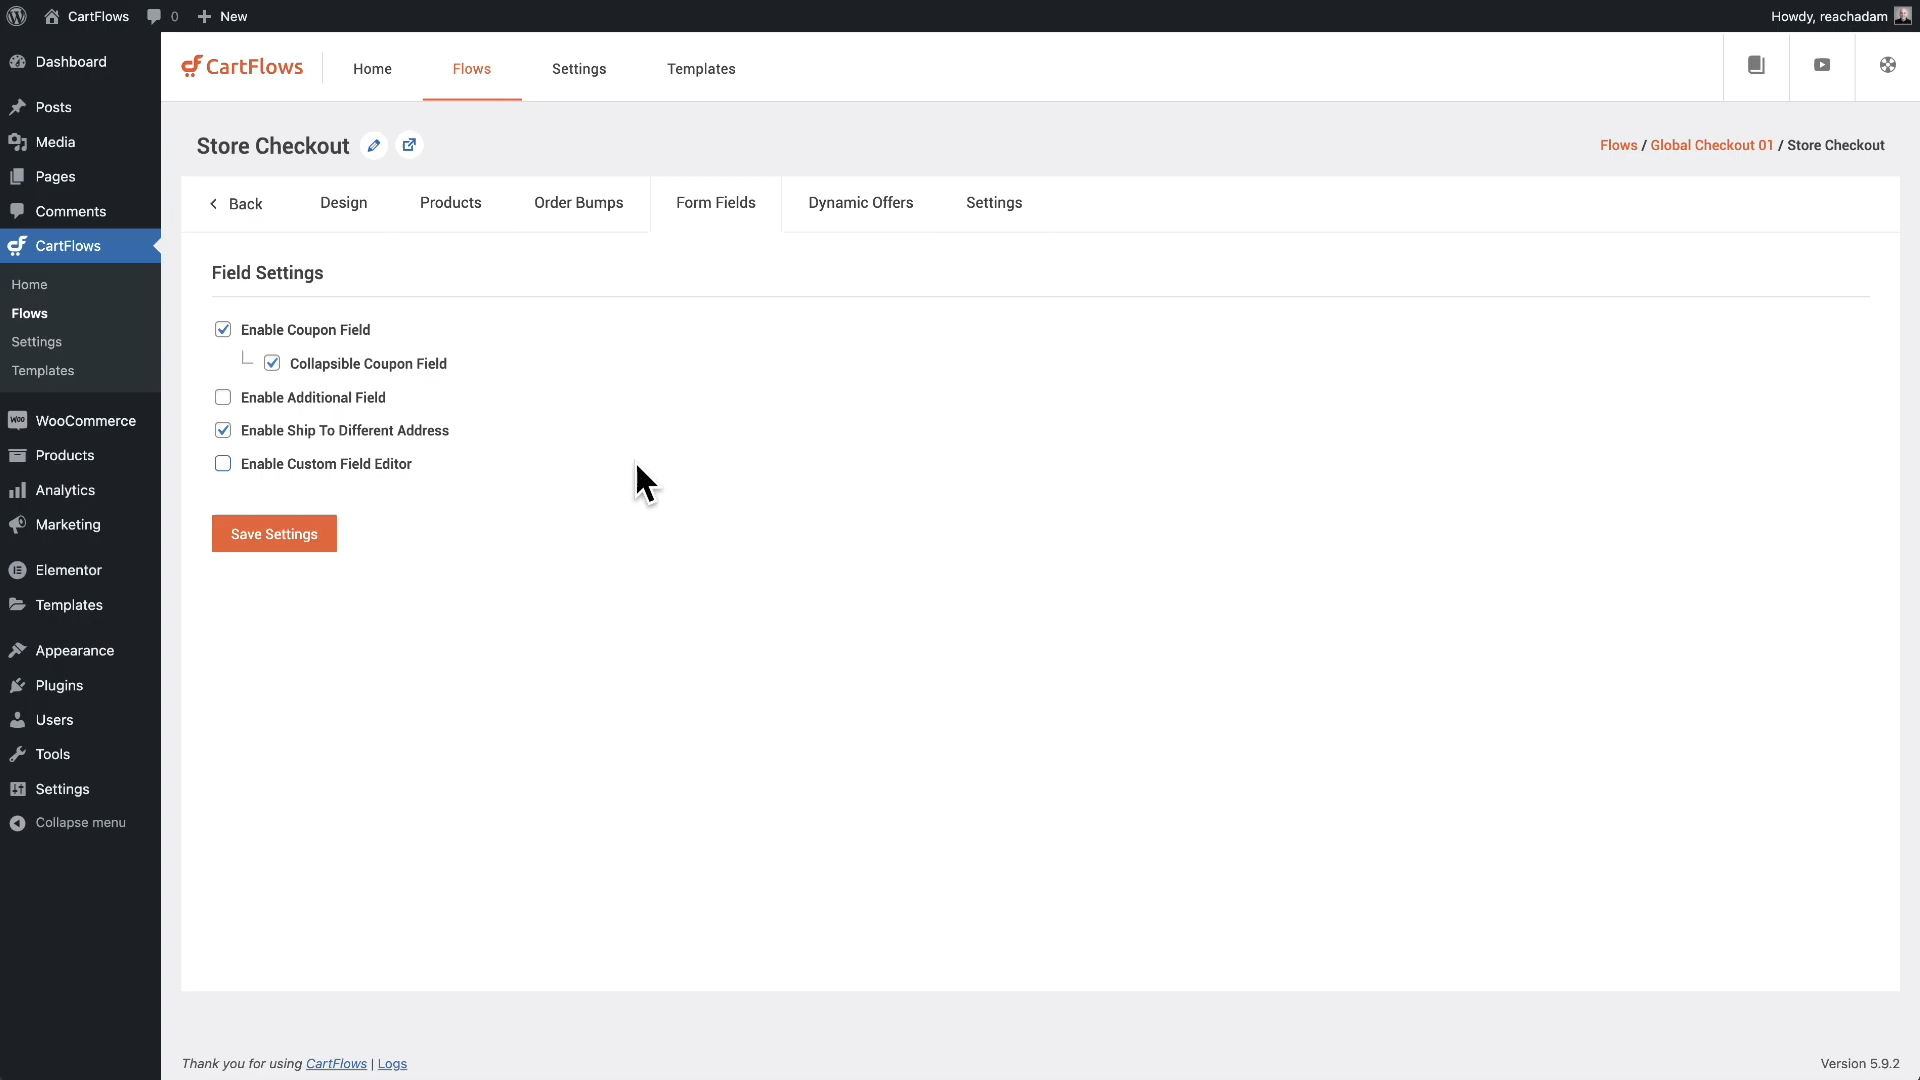 CartFlows
0
New
Howdy, reachadam
Dashboard
Posts
Media
Pages
Comments
CartFlows
Home
Flows
Settings
Templates
WooCommerce
Products
Analytics
Marketing
Elementor
Templates
Appearance
Plugins
Users
Tools
Settings
Collapse menu
CartFlows
Home
Flows
Settings
Templates
Store Checkout
Flows / Global Checkout 01 / Store Checkout
Back
Design
Products
Order Bumps
Form Fields
Dynamic Offers
Settings
Field Settings
Enable Coupon Field
Collapsible Coupon Field
Enable Additional Field
Enable Ship To Different Address
Enable Custom Field Editor
Save Settings
Thank you for using CartFlows | Logs
Version 5.9.2